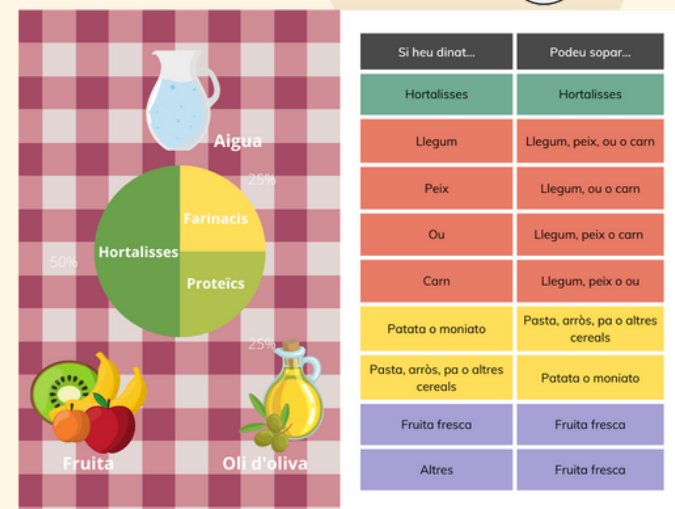 Aigua
25%
Farinacis
Hortalisses
50%
Proteïcs
25%
Fruita
Oli d'oliva
Si heu dinat...
Podeu sopar...
Hortalisses
Hortalisses
Llegum
Llegum, peix, ou o carn
Peix
Llegum, ou o carn
Ou
Llegum, peix o carn
Carn
Llegum, peix o ou
Patata o moniato
Pasta, arròs, pa o altres
cereals
Pasta, arròs, pa o altres
cereals
Patata o moniato
Fruita fresca
Fruita fresca
Altres
Fruita fresca